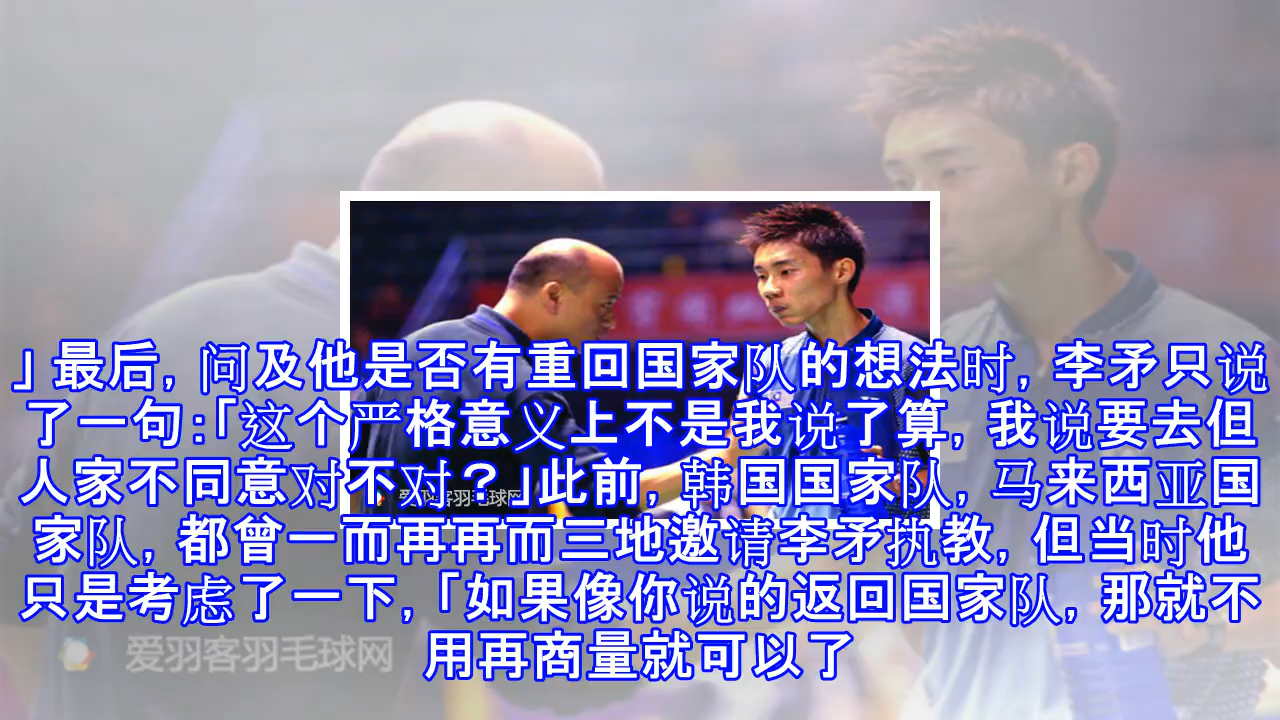 」最后, 问及他是否有重回国家队的想法时, 李矛只说
了一句:「这个严格意义上不是我说了算, 我说要去但
人家不同意对不对？」此前, 韩国国家队, 马来西亚国
家队, 都曾一而再再而三地邀请李矛执教, 但当时他
只是考虑了一下,「如果像你说的返回国家队, 那就不
用再商量就可以了
爱羽客羽毛球网